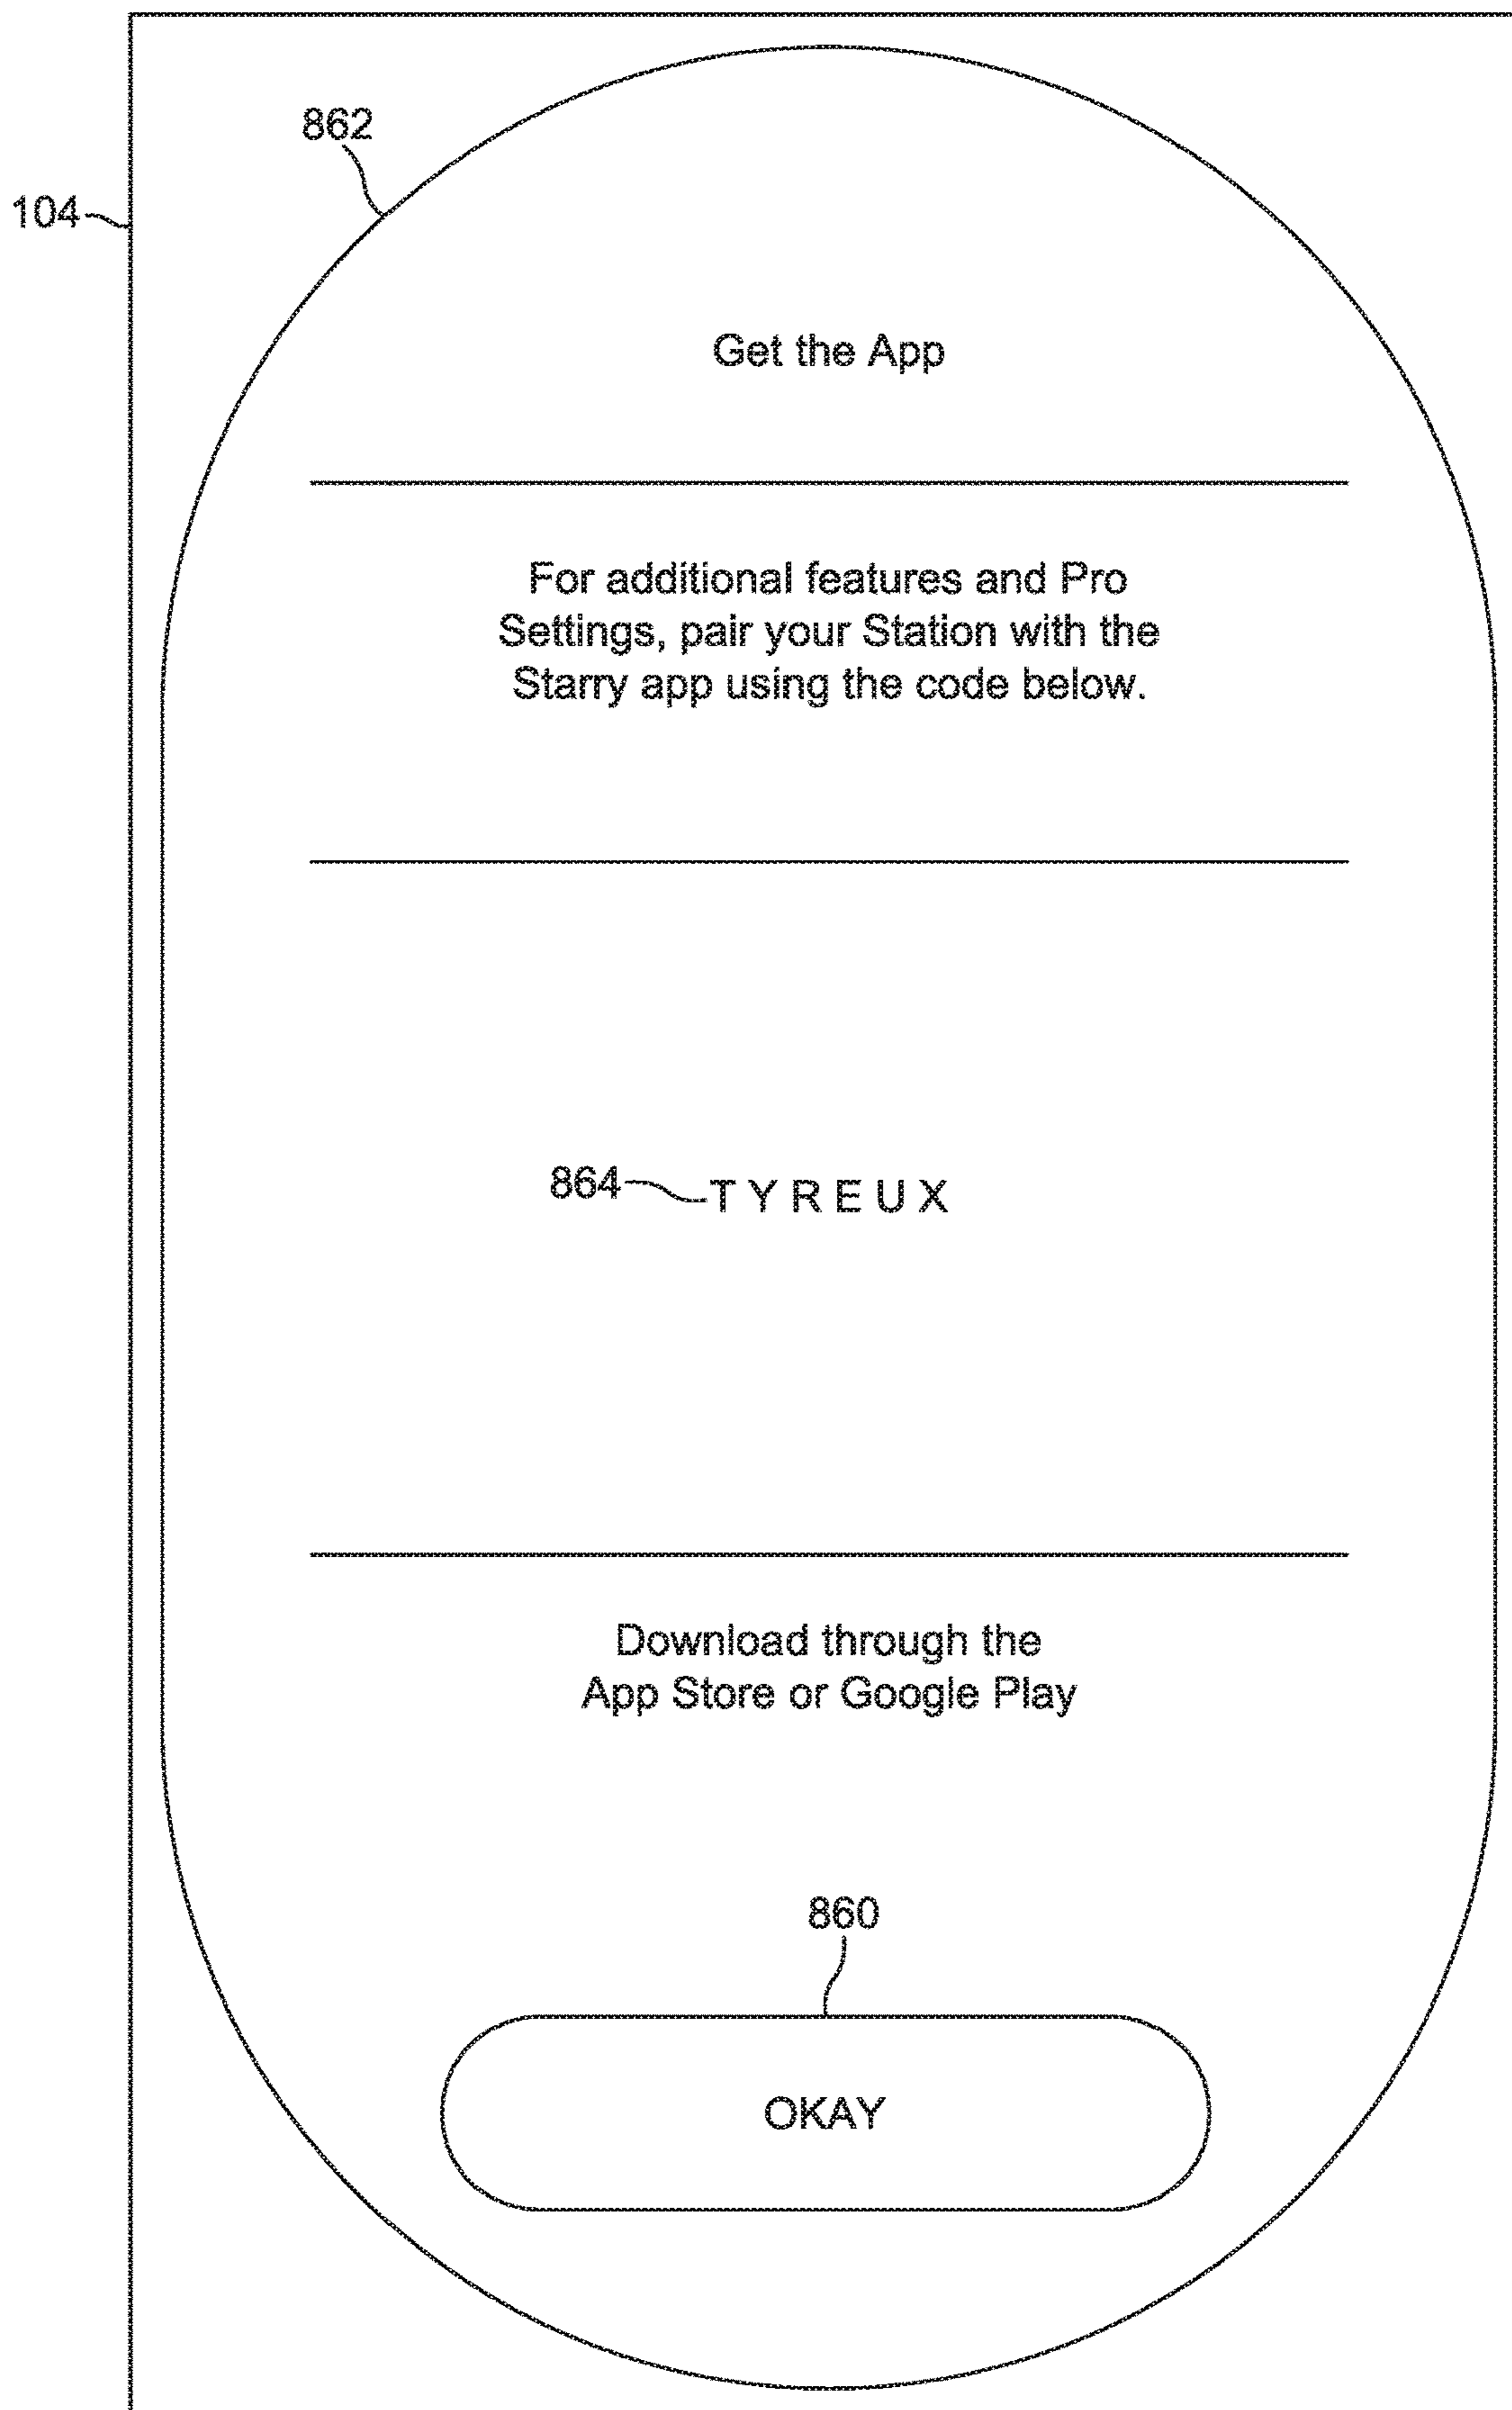 862
104
Get the App
For additional features and Pro
Settings, pair your Station with the
Starry app using the code below.
864 T Y R E U X
Download through the
App Store or Google Play
860
OKAY